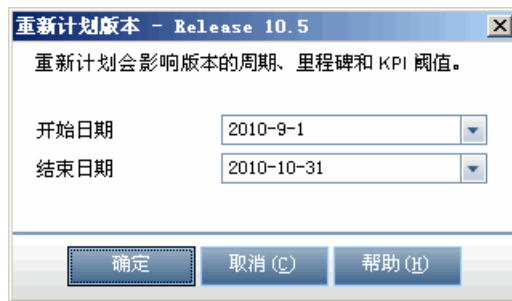 重新计划版本 - Release 10.5
重新计划会影响版本的周期、里程碑和 KPI 阈值。
开始日期 2010-9-1
结束日期 2010-10-31
确定 取消(C) 帮助(H)